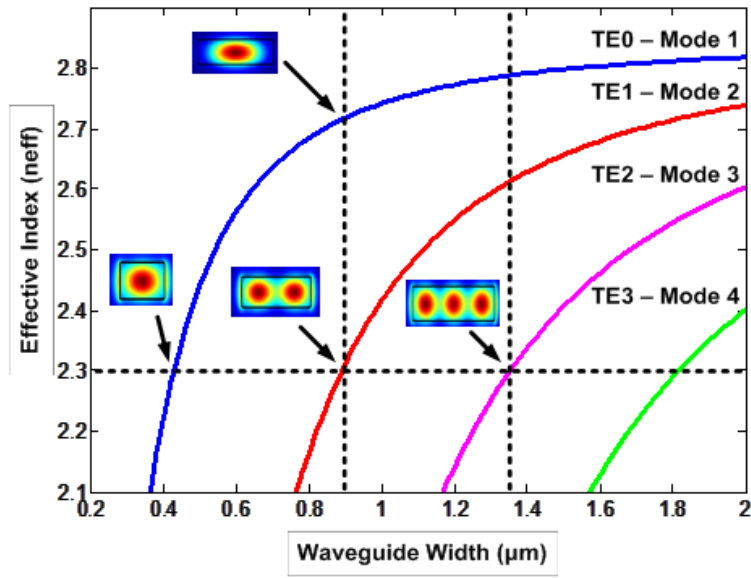 TE0 – Mode 1
TE1 – Mode 2
TE2 – Mode 3
TE3 – Mode 4
Effective Index (neff)
2.8
2.7
2.6
2.5
2.4
2.3
2.2
2.1
0.2 0.4 0.6 0.8 1 1.2 1.4 1.6 1.8 2
Waveguide Width (µm)